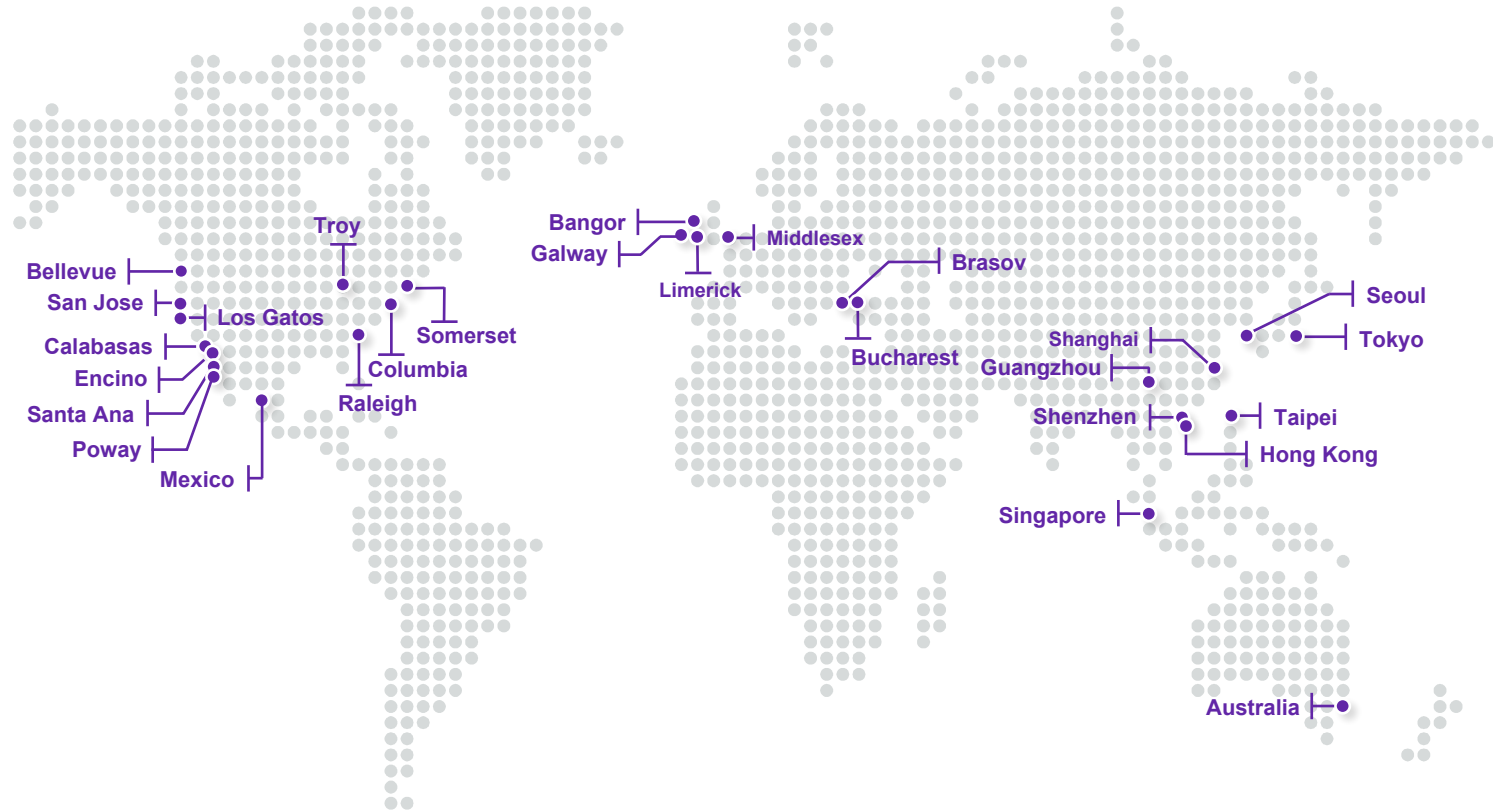 Troy
Bellevue
San Jose
Los Gatos
Calabasas
Encino
Santa Ana
Poway
Mexico
Somerset
Columbia
Raleigh
Bangor
Galway
Limerick
Middlesex
Brasov
Bucharest
Seoul
Shanghai
Tokyo
Guangzhou
Shenzhen
Taipei
Hong Kong
Singapore
Australia